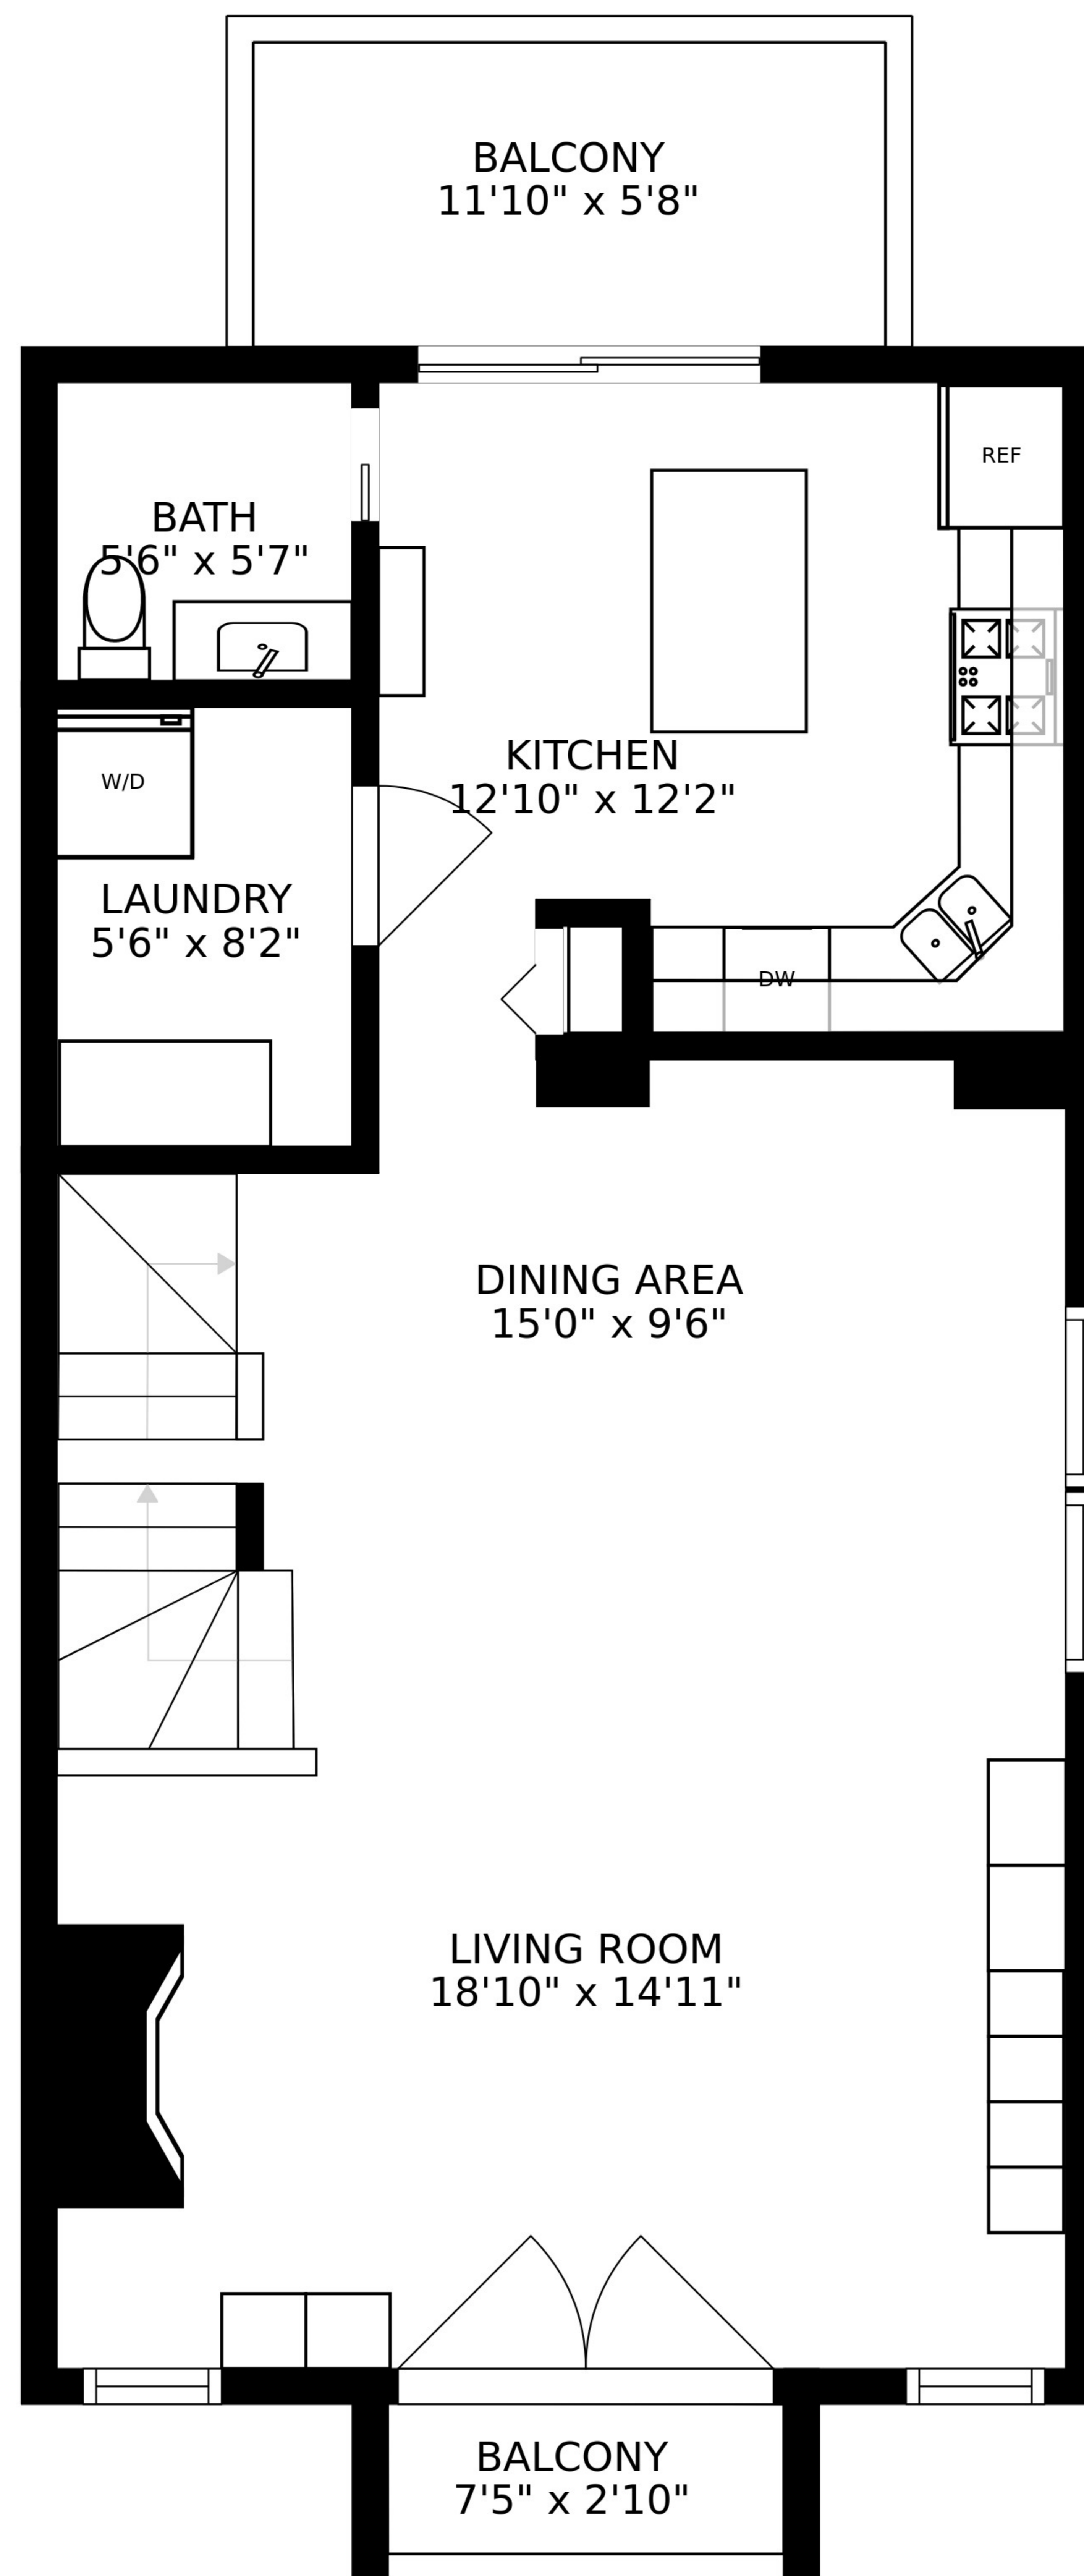 BALCONY
11'10" x 5'8"
REF
BATH
5'6" x 5'7"
KITCHEN
12'10" x 12'2"
W/D
LAUNDRY
5'6" x 8'2"
DW
DINING AREA
15'0" x 9'6"
LIVING ROOM
18'10" x 14'11"
BALCONY
7'5" x 2'10"